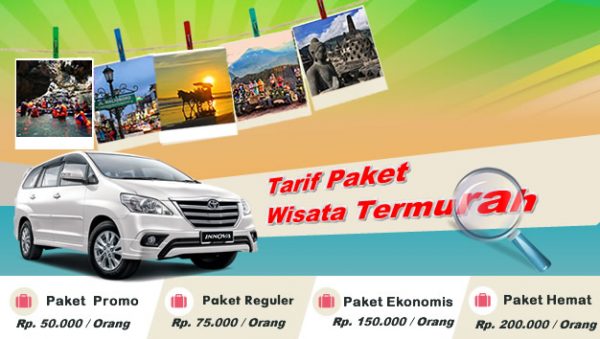 Tarif Paket
Wisata Termurah
INNOVA
Paket Promo
Rp. 50.000 / Orang
Paket Reguler
Rp. 75.000 / Orang
Paket Ekonomis
Rp. 150.000 / Orang
Paket Hemat
Rp. 200.000 / Orang